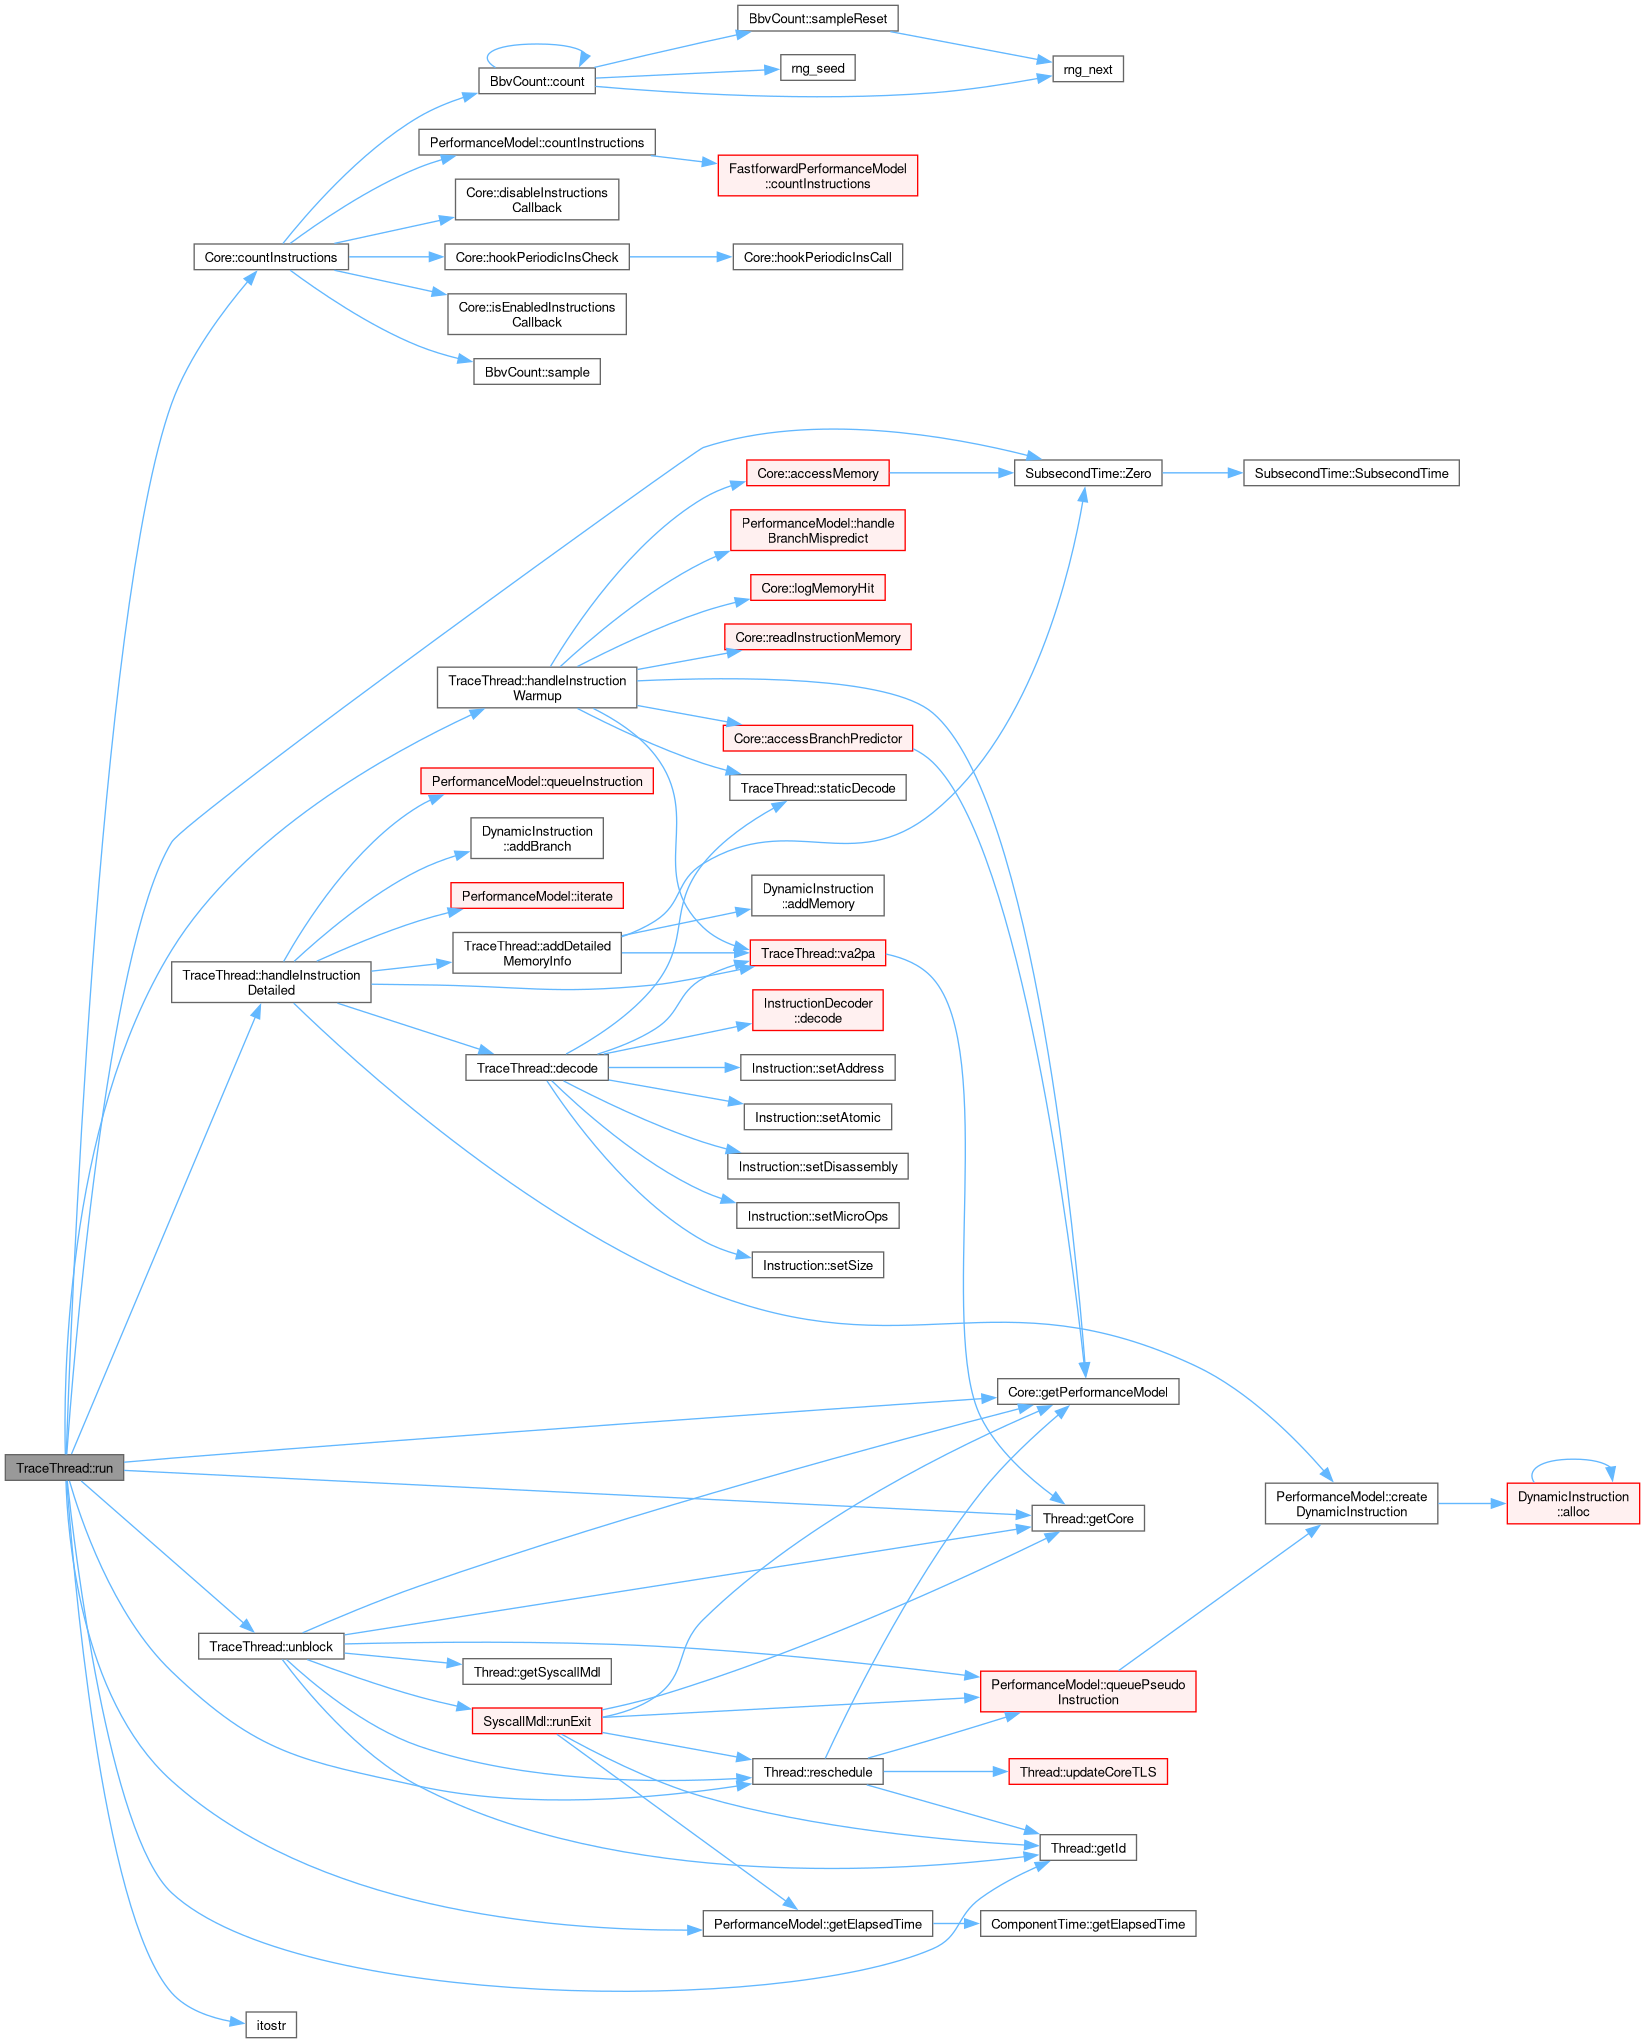 BbvCount::sampleReset
rng_seed
rng_next
BbvCount::count
PerformanceModel::countInstructions
FastforwardPerformanceModel
::countInstructions
Core::disableInstructions
Callback
Core::countInstructions
Core::hookPeriodicInsCheck
Core::hookPeriodicInsCall
Core::isEnabledInstructions
Callback
BbvCount::sample
Core::accessMemory
SubsecondTime::Zero
SubsecondTime::SubsecondTime
PerformanceModel::handle
BranchMispredict
Core::logMemoryHit
Core::readInstructionMemory
TraceThread::handleInstruction
Warmup
Core::accessBranchPredictor
TraceThread::staticDecode
PerformanceModel::queueInstruction
DynamicInstruction
::addBranch
PerformanceModel::iterate
DynamicInstruction
::addMemory
TraceThread::addDetailed
MemoryInfo
TraceThread::va2pa
TraceThread::handleInstruction
Detailed
InstructionDecoder
::decode
TraceThread::decode
Instruction::setAddress
Instruction::setAtomic
Instruction::setDisassembly
Instruction::setMicroOps
Instruction::setSize
Core::getPerformanceModel
TraceThread::run
PerformanceModel::create
DynamicInstruction
DynamicInstruction
::alloc
Thread::getCore
TraceThread::unblock
Thread::getSyscallMdl
PerformanceModel::queuePseudo
Instruction
SyscallMdl::runExit
Thread::reschedule
Thread::updateCoreTLS
Thread::getId
PerformanceModel::getElapsedTime
ComponentTime::getElapsedTime
itostr